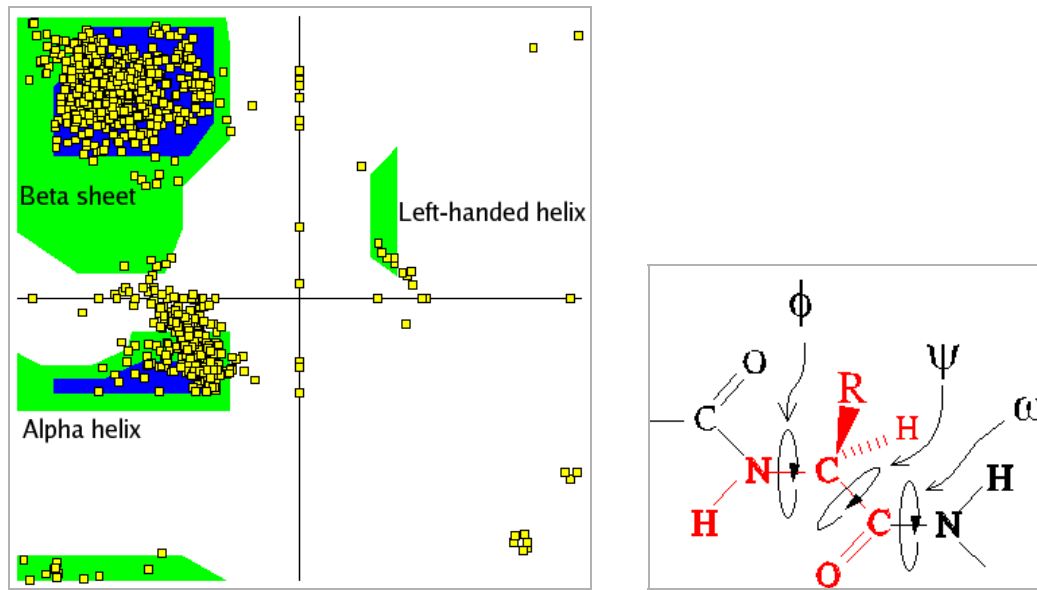 Beta sheet
Left-handed helix
Alpha helix
ϕ
ψ
ω
O
R
H
C
N
C
H
H
C
N
O